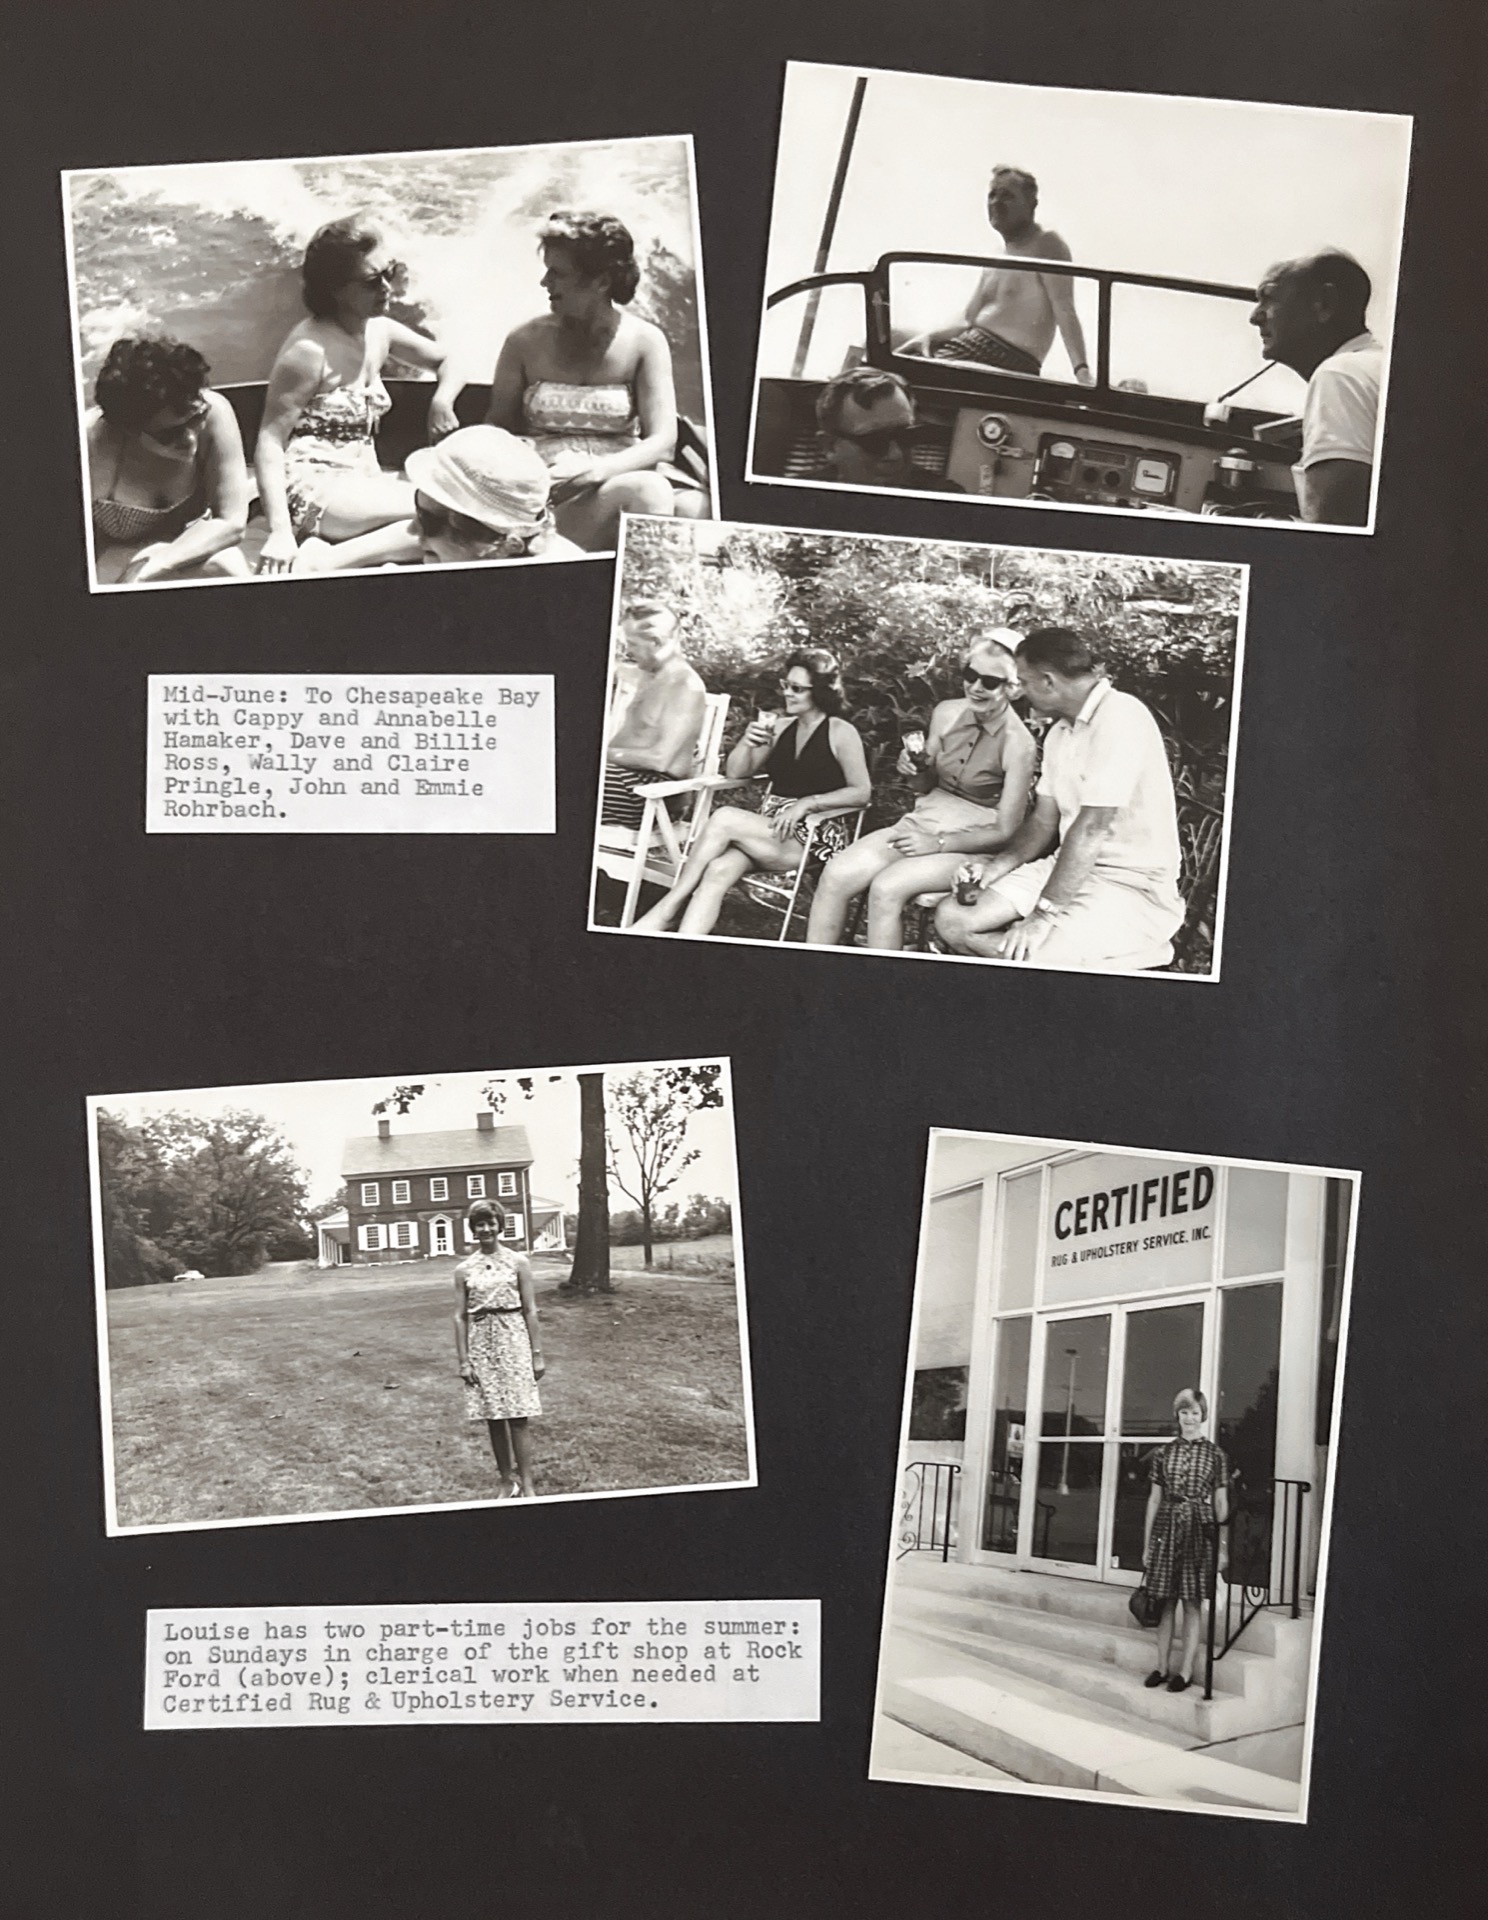 Mid-June: To Chesapeake Bay
with Cappy and Annabelle
Hamaker, Dave and Billie
Ross, Wally and Claire
Pringle, John and Emmie
Rohrbach.
Louise has two part-time jobs for the summer:
on Sundays in charge of the gift shop at Rock
Ford (above); clerical work when needed at
Certified Rug & Upholstery Service.
CERTIFIED
RUG & UPHOLSTERY SERVICE, INC.